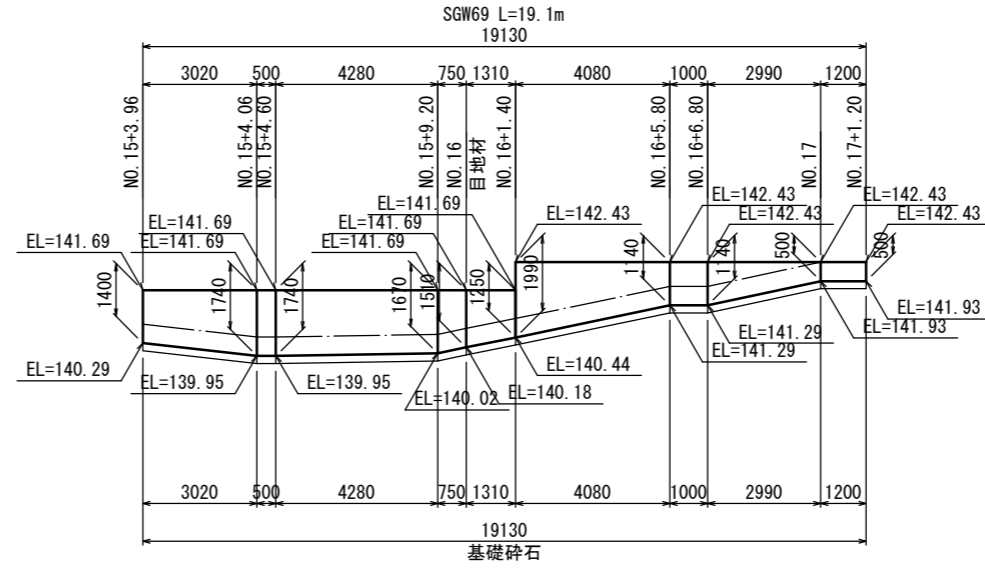 SGW69 L=19.1m
19130
3020 500 4280 750 1310 4080 1000 2990 1200
NO.15+3.96
NO.15+4.06
NO.15+4.60
NO.15+9.20
NO.16
目地材
NO.16+1.40
NO.16+5.80
NO.16+6.80
NO.17
NO.17+1.20
EL=141.69 EL=142.43 EL=142.43
EL=141.69 EL=141.69 EL=142.43 EL=142.43 EL=142.43
EL=141.69 EL=141.69 EL=141.69
1400
1740
1740
1670
1510
1250
1990
1140
1140
500
500
EL=141.93
EL=141.93
EL=141.29
EL=141.29
EL=140.29 EL=140.44
EL=139.95 EL=139.95 EL=140.02 EL=140.18
3020 500 4280 750 1310 4080 1000 2990 1200
19130
基礎砕石